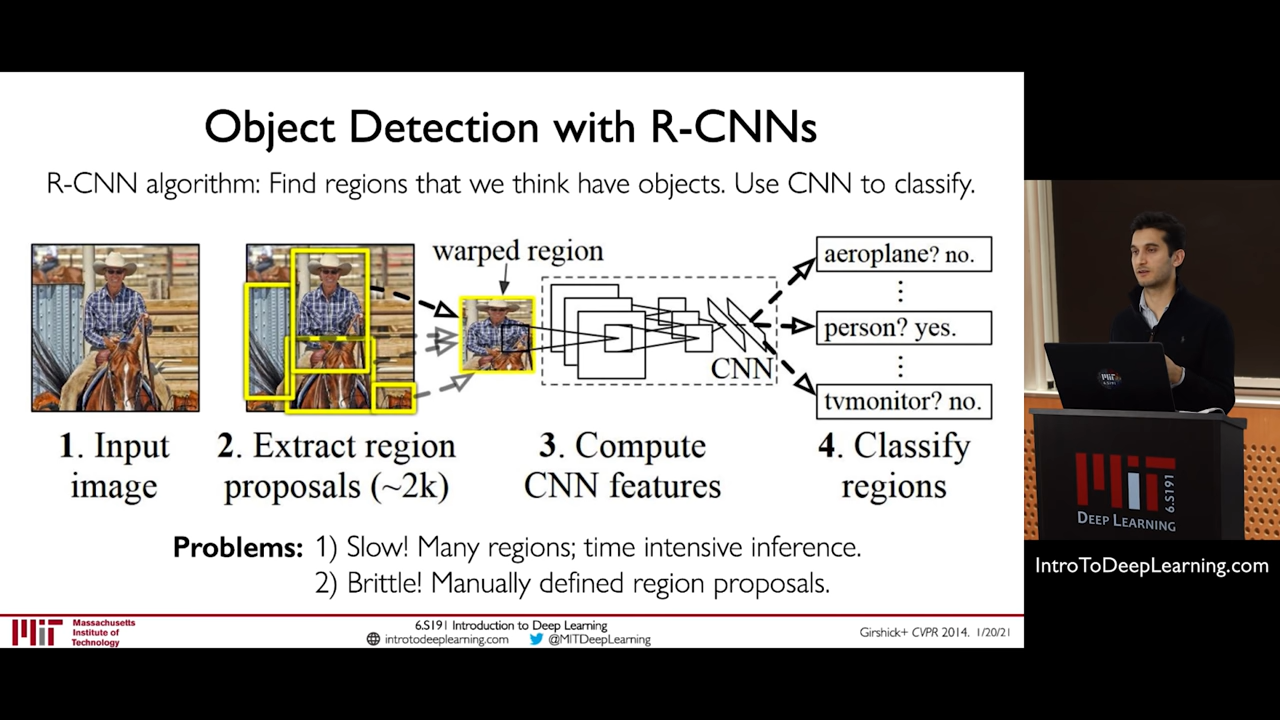 Object Detection with R-CNNs
R-CNN algorithm: Find regions that we think have objects. Use CNN to classify.
warped region
aeroplane? no.
person? yes.
tvmonitor? no.
CNN
1. Input
image
2. Extract region
proposals (~2k)
3. Compute
CNN features
4. Classify
regions
Problems: 1) Slow! Many regions; time intensive inference.
2) Brittle! Manually defined region proposals.
Massachusetts
Institute of
Technology
6.S191 Introduction to Deep Learning
introtodeeplearning.com @MITDeepLearning
Girshick+ CVPR 2014. 1/20/21
MIT
6.S191
MIT
6.S191
DEEP LEARNING
IntroToDeepLearning.com